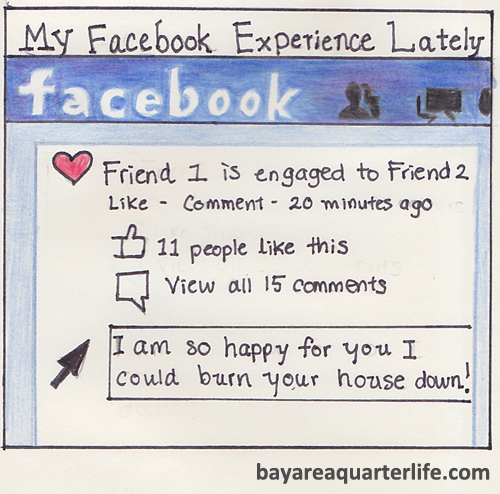 My Facebook Experience Lately
facebook
Friend 1 is engaged to Friend 2
Like - Comment - 20 minutes ago
11 people like this
View all 15 comments
I am so happy for you I
could burn your house down!
bayareaquarterlife.com